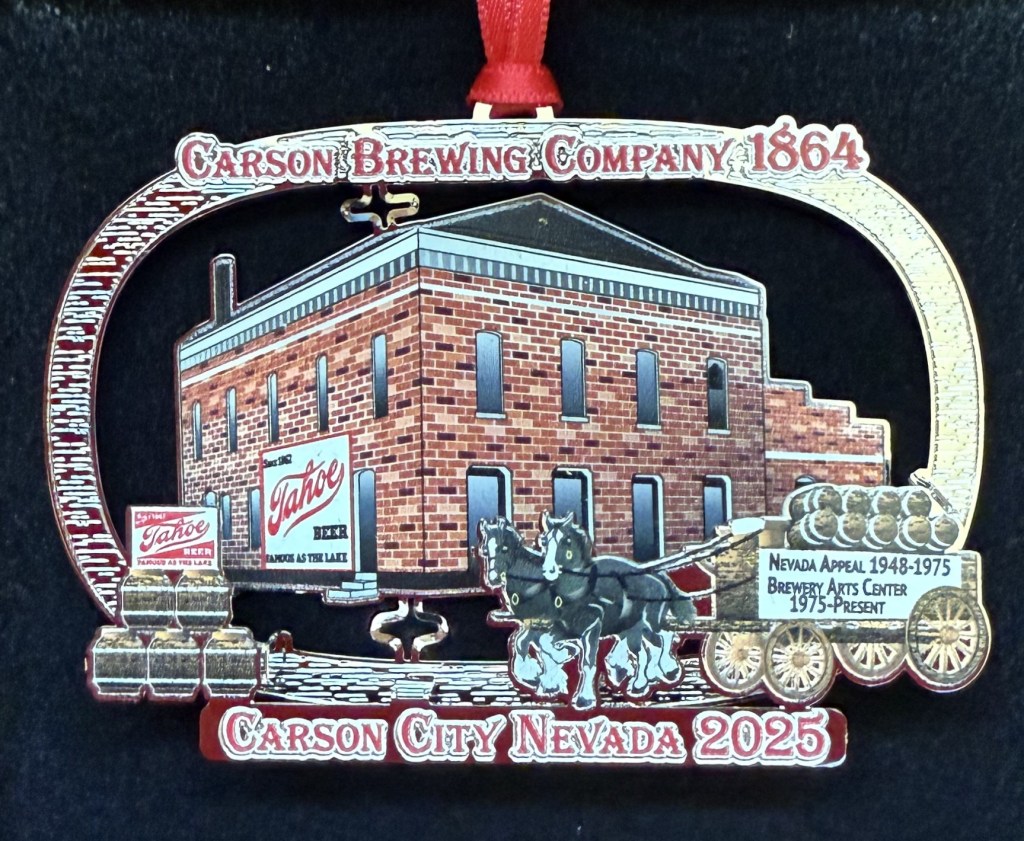 CARSON BREWING COMPANY 1864
SINCE 1862
Tahoe
BEER
FAMOUS AS THE LAKE
Tahoe
BEER
FAMOUS AS THE LAKE
NEVADA APPEAL 1948-1975
BREWERY ARTS CENTER
1975-PRESENT
CARSON CITY NEVADA 2025